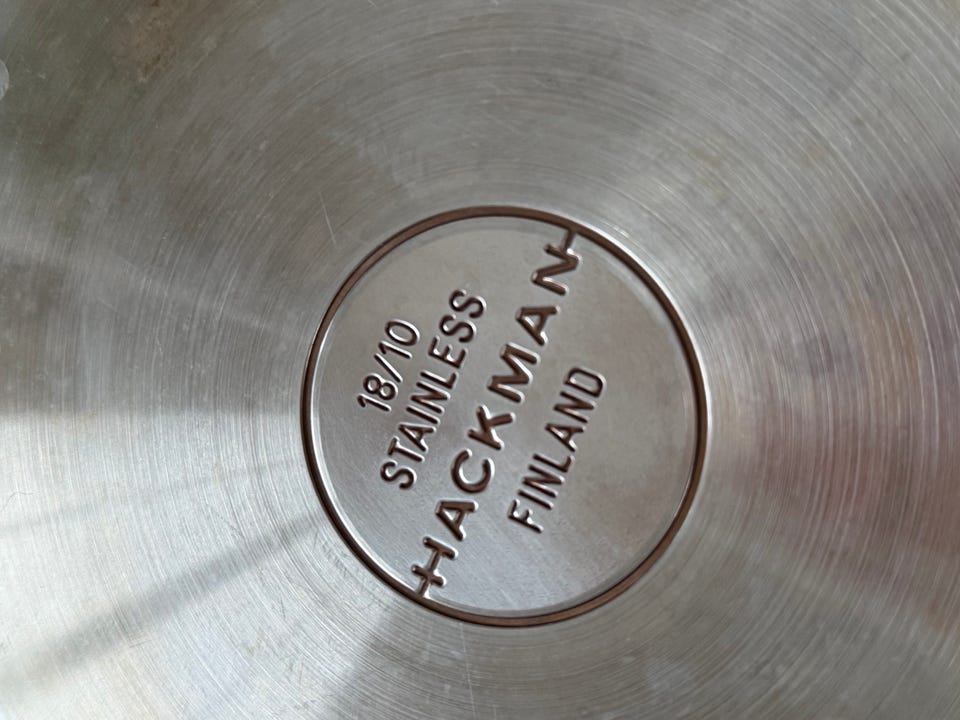 18/10
STAINLESS
HACKMAN
FINLAND